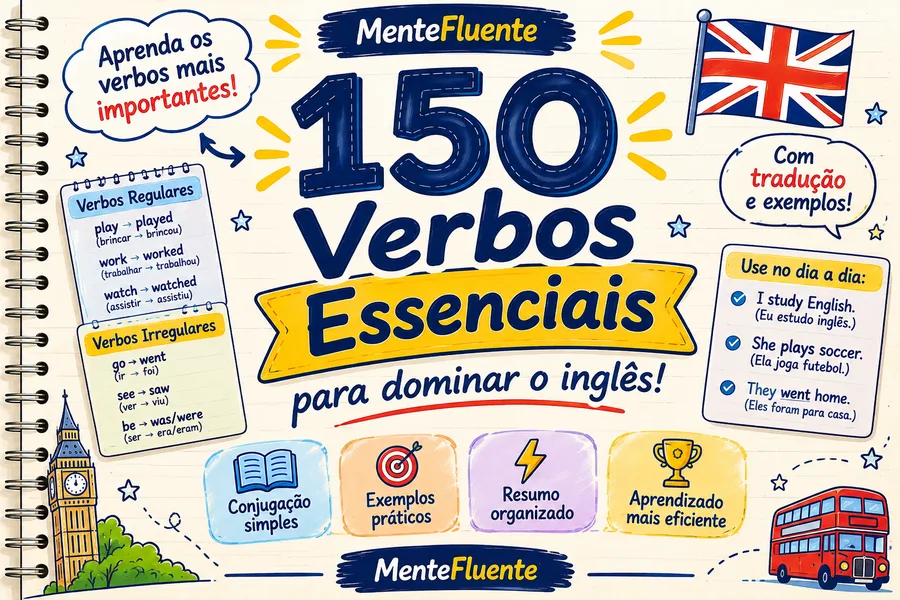 MenteFluente
Aprenda os
verbos mais
importantes!
150
Verbos
Essenciais
para dominar o inglês!
Com
tradução
e exemplos!
Verbos Regulares
play → played
(brincar → brincou)
work → worked
(trabalhar → trabalhou)
watch → watched
(assistir → assistiu)
Verbos Irregulares
go → went
(ir → foi)
see → saw
(ver → viu)
be → was/were
(ser → era/eram)
Use no dia a dia:
I study English.
(Eu estudo inglês.)
She plays soccer.
(Ela joga futebol.)
They went home.
(Eles foram para casa.)
Conjugação
simples
Exemplos
práticos
Resumo
organizado
Aprendizado
mais eficiente
MenteFluente